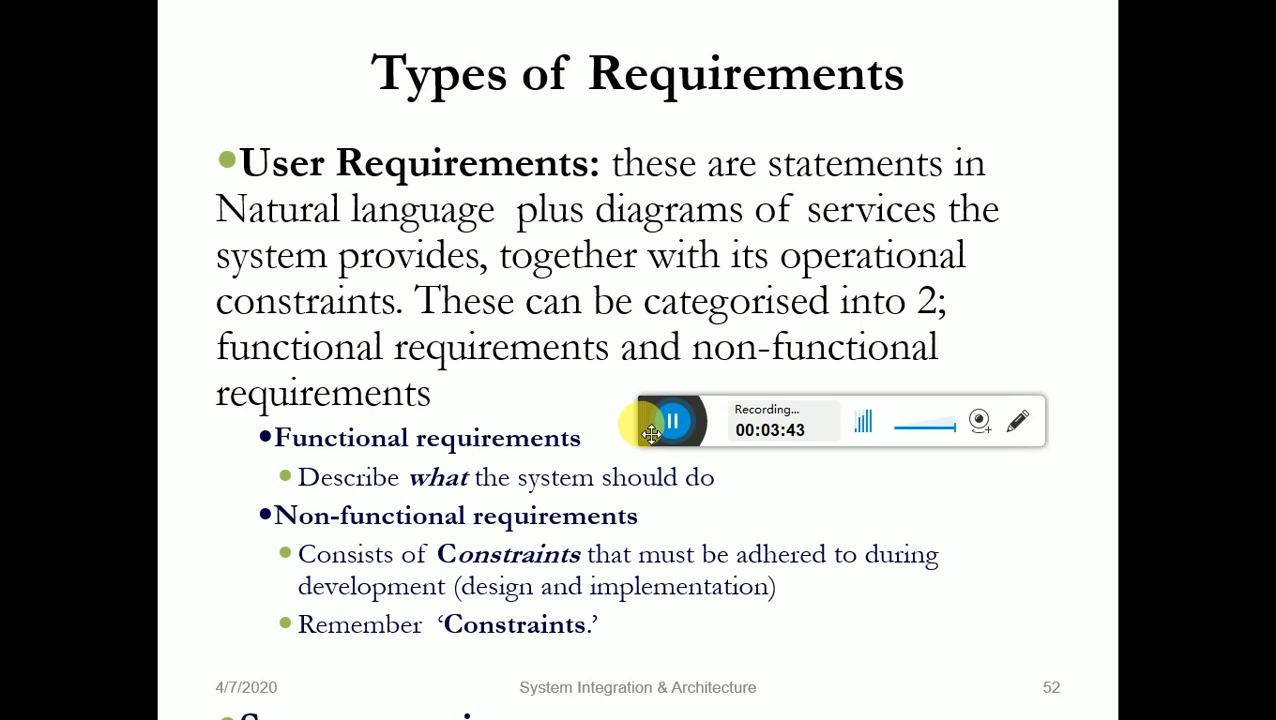 Types of Requirements
User Requirements: these are statements in
Natural language plus diagrams of services the
system provides, together with its operational
constraints. These can be categorised into 2;
functional requirements and non-functional
requirements
Recording...
00:03:43
Functional requirements
Describe what the system should do
Non-functional requirements
Consists of Constraints that must be adhered to during
development (design and implementation)
Remember ‘Constraints.’
4/7/2020
System Integration & Architecture
52